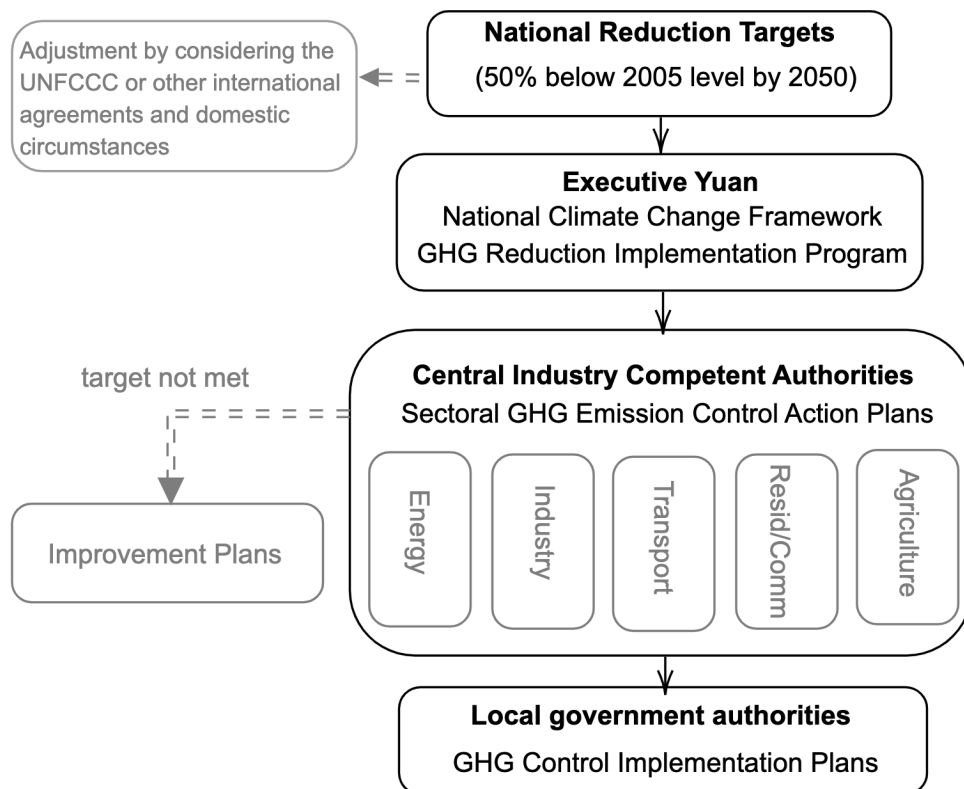 National Reduction Targets
(50% below 2005 level by 2050)
Adjustment by considering the
UNFCCC or other international
agreements and domestic
circumstances
Executive Yuan
National Climate Change Framework
GHG Reduction Implementation Program
target not met
Central Industry Competent Authorities
Sectoral GHG Emission Control Action Plans
Energy
Industry
Transport
Resid/Comm
Agriculture
Improvement Plans
Local government authorities
GHG Control Implementation Plans